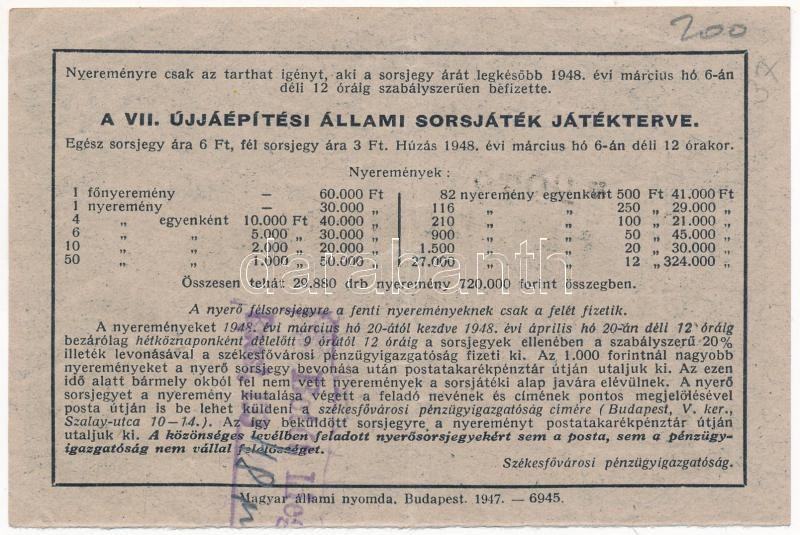 200
Nyereményre csak az tarthat igényt, aki a sorsjegy árát legkésőbb 1948. évi március hó 6-án
déli 12 óráig szabályszerűen befizette.
A VII. ÚJJÁÉPÍTÉSI ÁLLAMI SORSJÁTÉK JÁTÉKTERVE.
Egész sorsjegy ára 6 Ft, fél sorsjegy ára 3 Ft. Húzás 1948. évi március hó 6-án déli 12 órakor.
Nyeremények :
1 főnyeremény — 60.000 Ft 82 nyeremény egyenként 500 Ft 41.000 Ft
1 nyeremény — 30.000 „ 116 „ „ 250 „ 29.000 „
4 „ egyenként 10.000 Ft 40.000 „ 210 „ „ 100 „ 21.000 „
6 „ „ 5.000 „ 30.000 „ 900 „ „ 50 „ 45.000 „
10 „ „ 2.000 „ 20.000 „ 1.500 „ „ 20 „ 30.000 „
50 „ „ 1.000 „ 50.000 „ 27.000 „ „ 12 „ 324.000 „
Összesen tehát 29.880 drb nyeremény 720.000 forint összegben.
darabanth
A nyerő félsorsjegyre a fenti nyereményeknek csak a felét fizetik.
A nyereményeket 1948. évi március hó 20-ától kezdve 1948. évi április hó 20-án déli 12 óráig
bezárólag hétköznaponként délelőtt 9 órától 12 óráig a sorsjegyek ellenében a szabályszerű 20%
illeték levonásával a székesfővárosi pénzügyigazgatóság fizeti ki. Az 1.000 forintnál nagyobb
nyereményeket a nyerő sorsjegy bevonása után postatakarékpénztár útján utaljuk ki. Az ezen
idő alatt bármely okból fel nem vett nyeremények a sorsjátéki alap javára elévülnek. A nyerő
sorsjegyet a nyeremény kiutalása végett a feladó nevének és címének pontos megjelölésével
posta útján is be lehet küldeni a székesfővárosi pénzügyigazgatóság címére (Budapest, V. ker.,
Szalay-utca 10—14.). Az így beküldött sorsjegyre a nyereményt postatakarékpénztár útján
utaljuk ki. A közönséges levélben feladott nyerősorsjegyekért sem a posta, sem a pénzügy-
igazgatóság nem vállal felelősséget.
Székesfővárosi pénzügyigazgatóság.
Magyar állami nyomda, Budapest. 1947. — 6945.